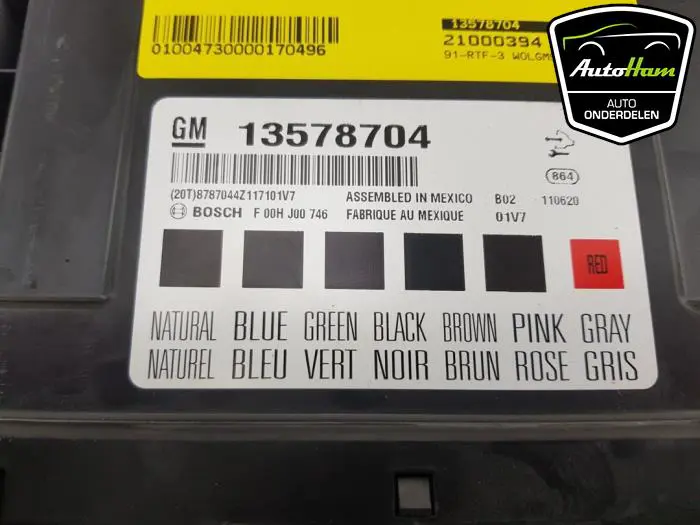 13578704
01004730000170496
21000394
91-RTF-3
AutoHam
AUTO
ONDERDELEN
GM 13578704
864
(20T)8787044Z117101V7 ASSEMBLED IN MEXICO B02 110620
BOSCH F 00H J00 746 FABRIQUE AU MEXIQUE 01V7
RED
NATURAL BLUE GREEN BLACK BROWN PINK GRAY
NATUREL BLEU VERT NOIR BRUN ROSE GRIS